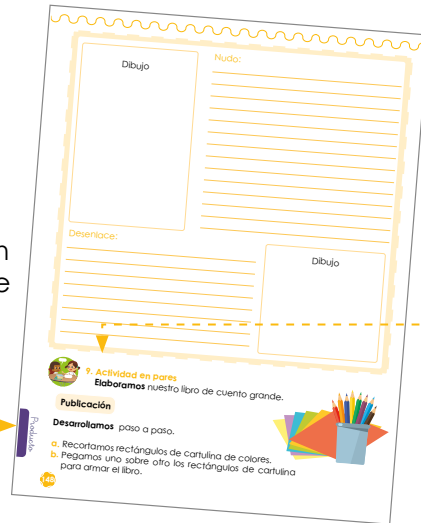 Dibujo
Nudo:
Desenlace:
Dibujo
n
e
9. Actividad en pares
Elaboramos nuestro libro de cuento grande.
Publicación
Desarrollamos paso a paso.
Producto
a. Recortamos rectángulos de cartulina de colores.
b. Pegamos uno sobre otro los rectángulos de cartulina
para armar el libro.
148